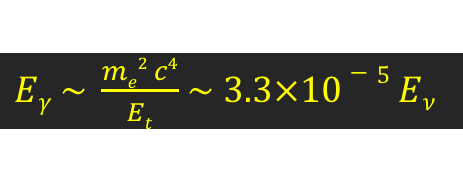 E_γ ~ m_e² c⁴ / E_t ~ 3.3×10⁻⁵ E_ν